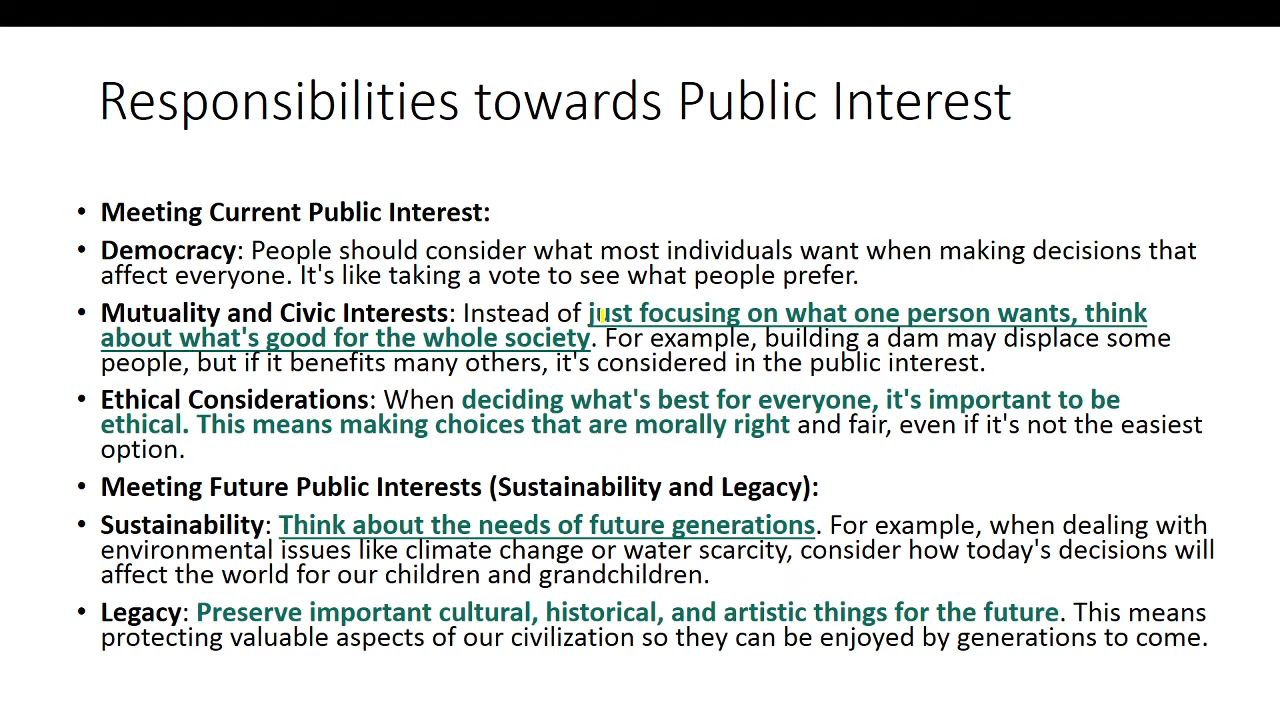 Responsibilities towards Public Interest
• Meeting Current Public Interest:
• Democracy: People should consider what most individuals want when making decisions that
affect everyone. It's like taking a vote to see what people prefer.
• Mutuality and Civic Interests: Instead of just focusing on what one person wants, think
about what's good for the whole society. For example, building a dam may displace some
people, but if it benefits many others, it's considered in the public interest.
• Ethical Considerations: When deciding what's best for everyone, it's important to be
ethical. This means making choices that are morally right and fair, even if it's not the easiest
option.
• Meeting Future Public Interests (Sustainability and Legacy):
• Sustainability: Think about the needs of future generations. For example, when dealing with
environmental issues like climate change or water scarcity, consider how today's decisions will
affect the world for our children and grandchildren.
• Legacy: Preserve important cultural, historical, and artistic things for the future. This means
protecting valuable aspects of our civilization so they can be enjoyed by generations to come.